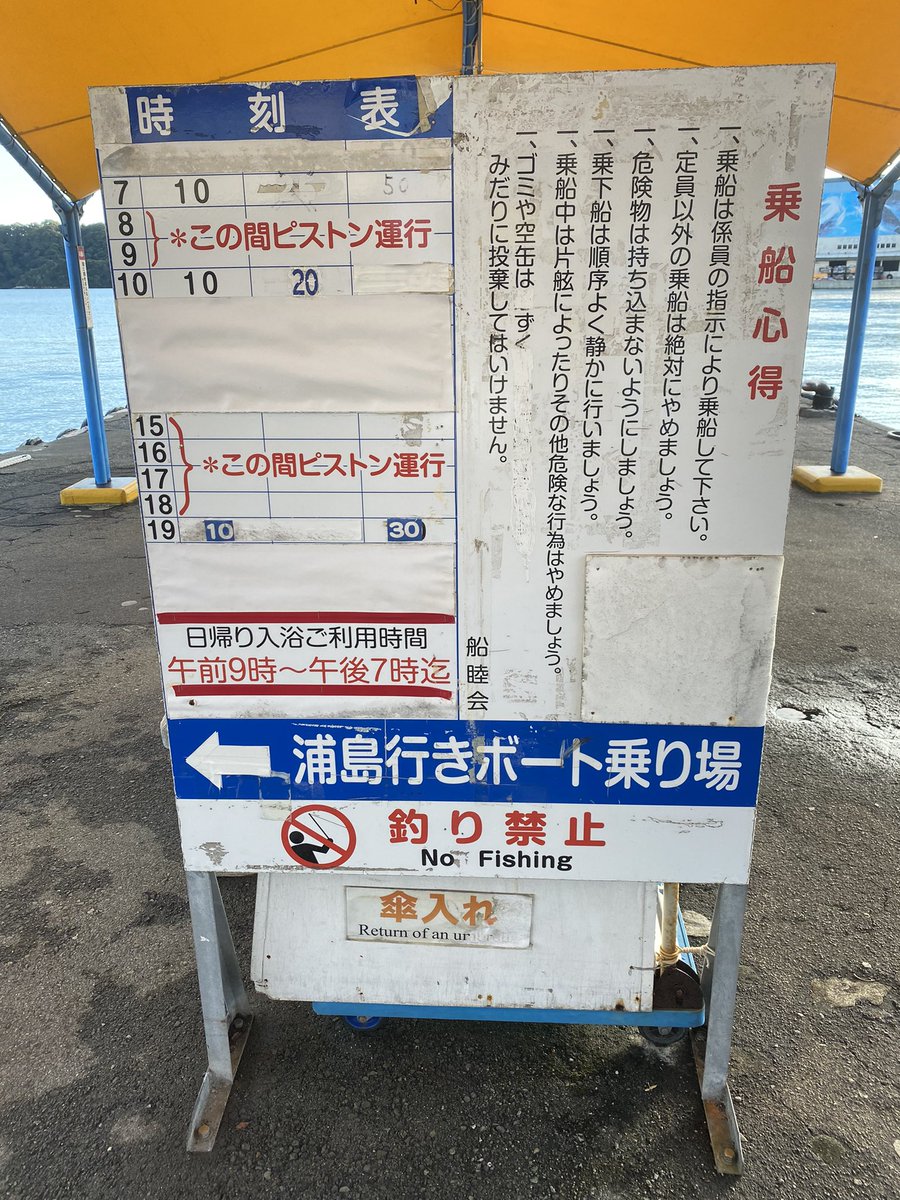 時刻表
7 10 50
8
9
*この間ピストン運行
10 10 20
15
16
17
18
*この間ピストン運行
19 10 30
日帰り入浴ご利用時間
午前9時～午後7時迄
乗船心得
一、乗船は係員の指示により乗船して下さい。
一、定員以外の乗船は絶対にやめましょう。
一、危険物は持ち込まないようにしましょう。
一、乗下船は順序よく静かに行いましょう。
一、乗船中は片舷によったりその他危険な行為はやめましょう。
一、ゴミや空缶は ず
みだりに投棄してはいけません。
船睦会
浦島行きボート乗り場
釣り禁止
No Fishing
傘入れ
Return of an